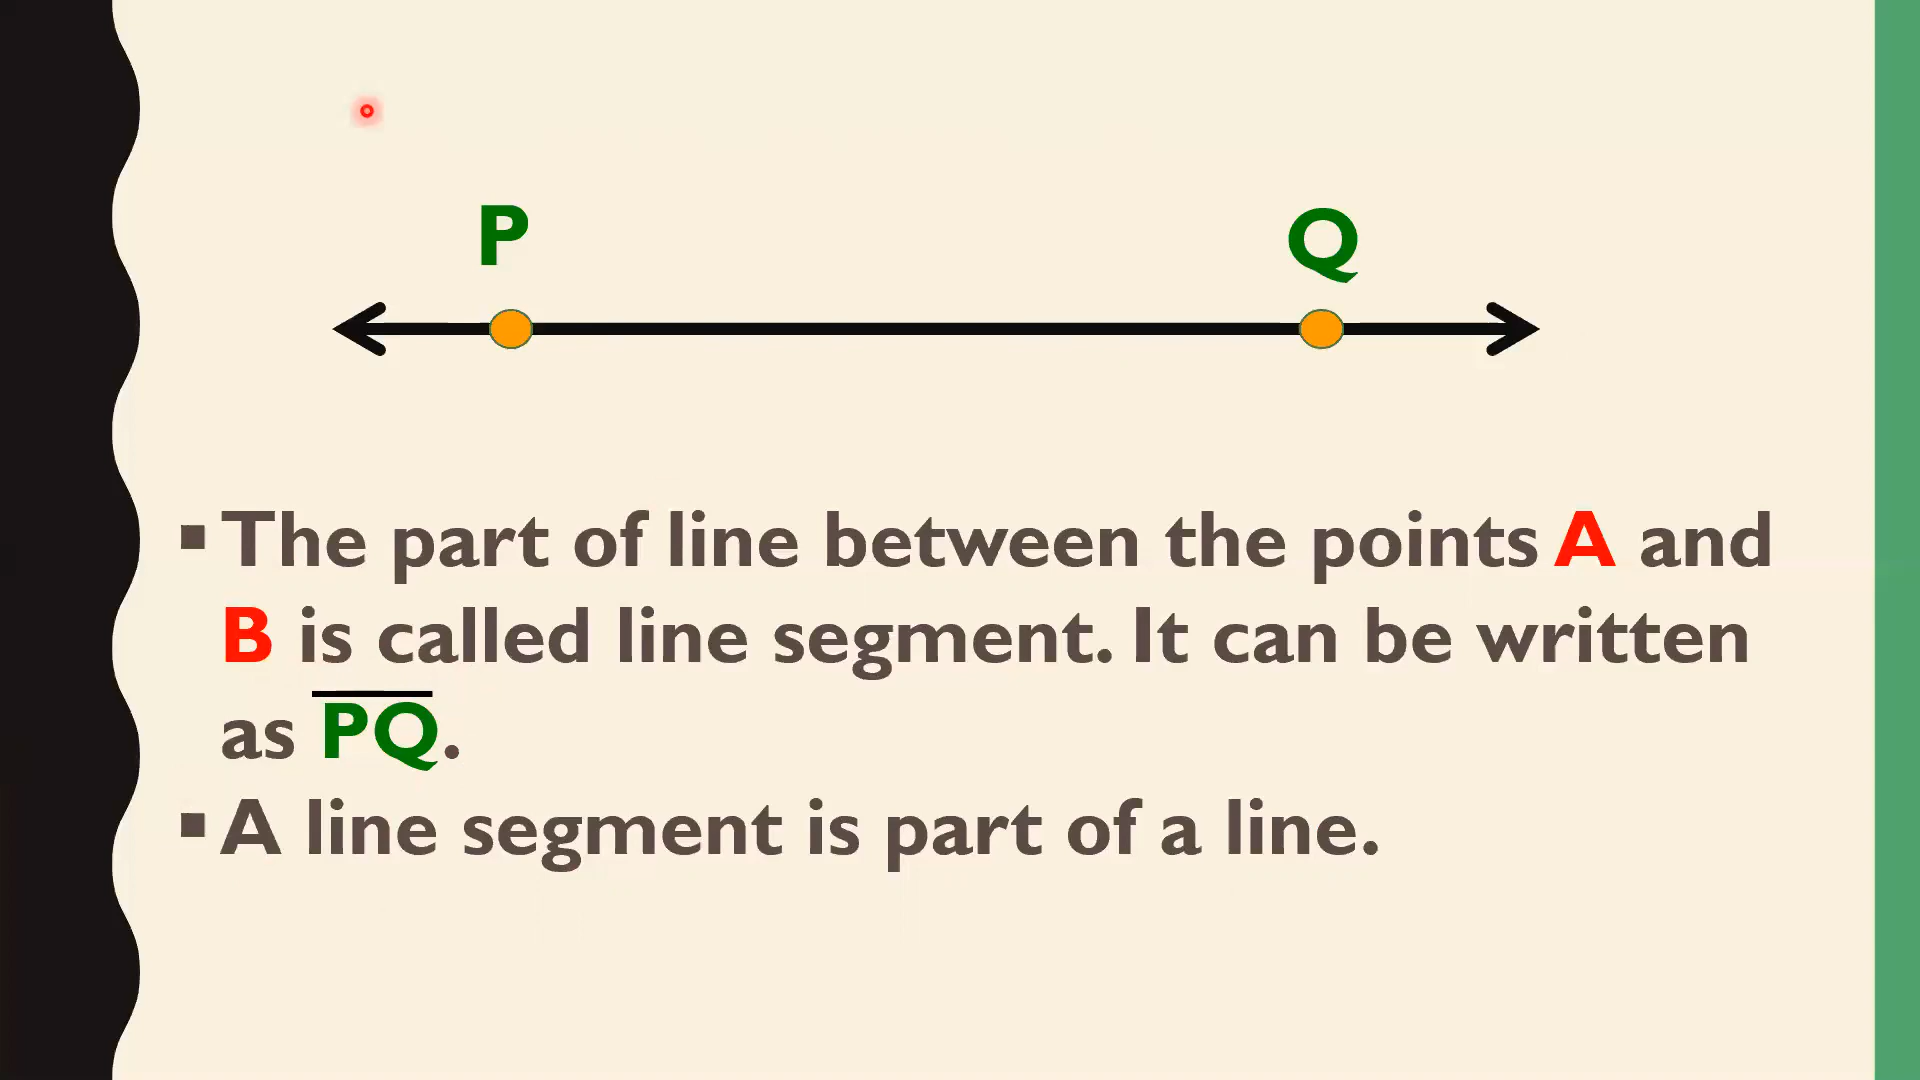 P Q
▪ The part of line between the points A and
B is called line segment. It can be written
as P̅Q̅.
▪ A line segment is part of a line.